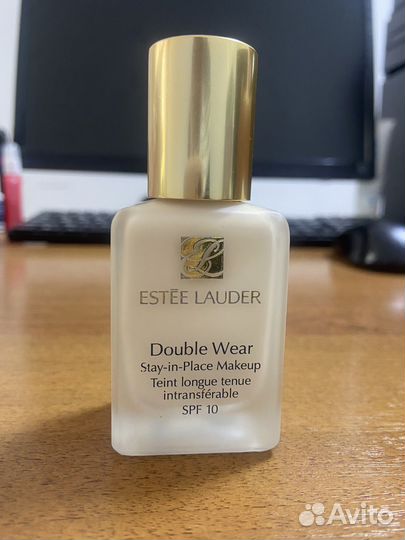 ESTĒE LAUDER
Double Wear
Stay-in-Place Makeup
Teint longue tenue
intransférable
SPF 10
Avito